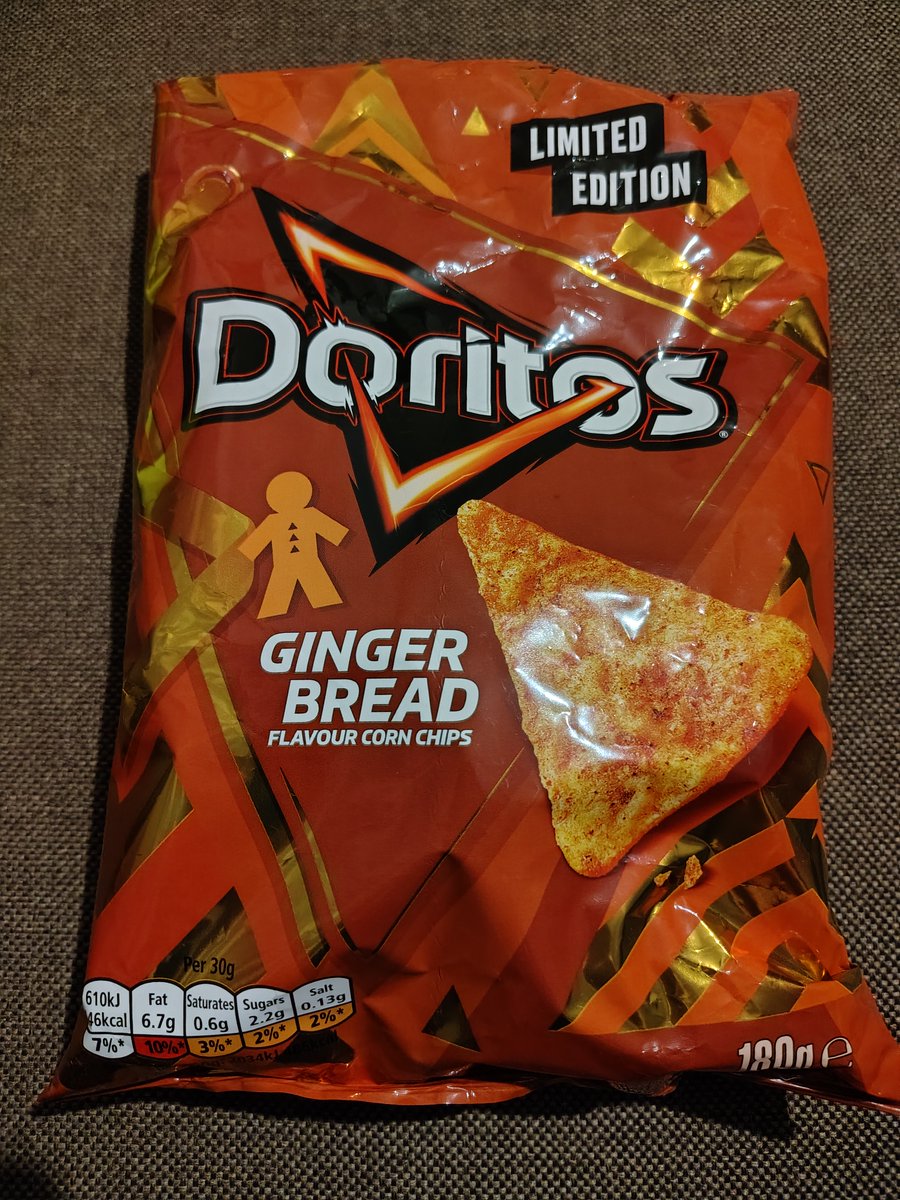 LIMITED
EDITION
Doritos®
GINGER
BREAD
FLAVOUR CORN CHIPS
Per 30g
610kJ
7%*
Fat
6.7g
10%*
Saturates
0.6g
3%*
Sugars
2.2g
2%*
Salt
0.13g
2%*
180g e